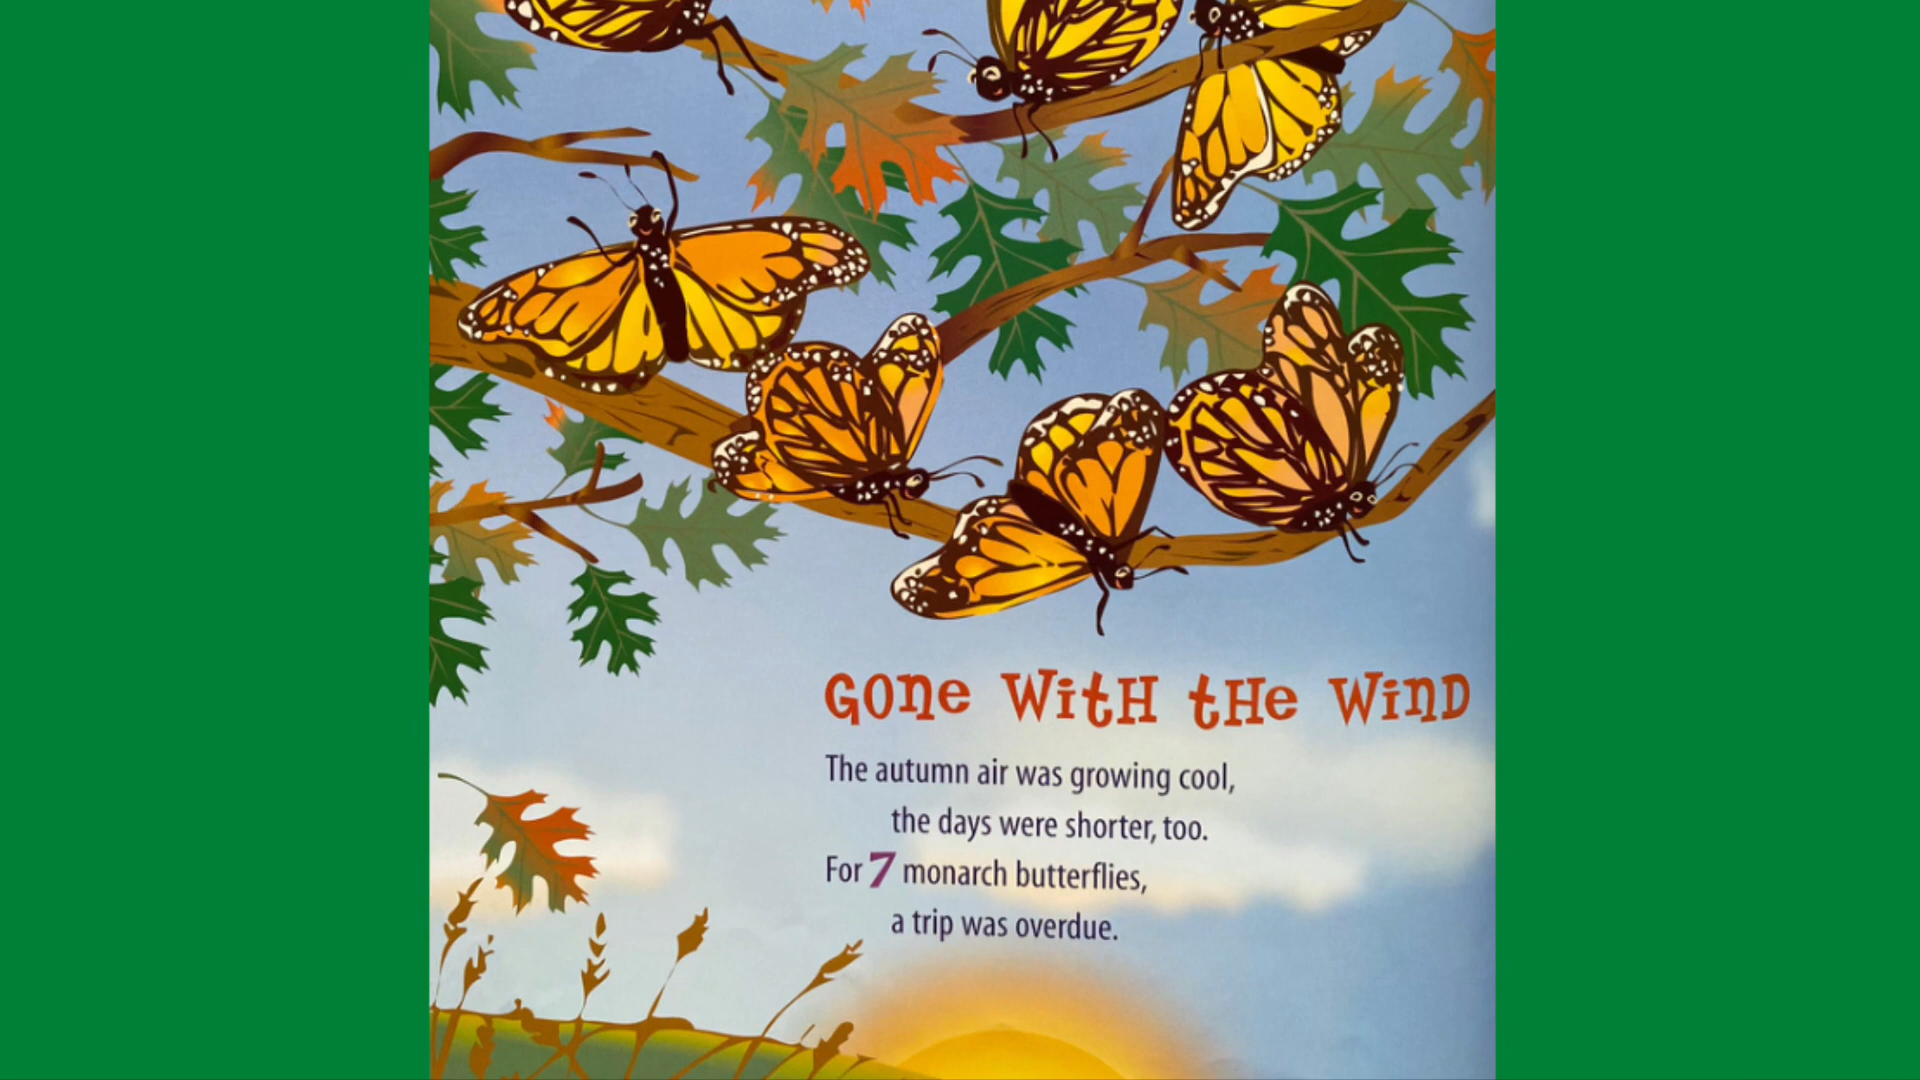 Gone With the Wind
The autumn air was growing cool,
the days were shorter, too.
For 7 monarch butterflies,
a trip was overdue.